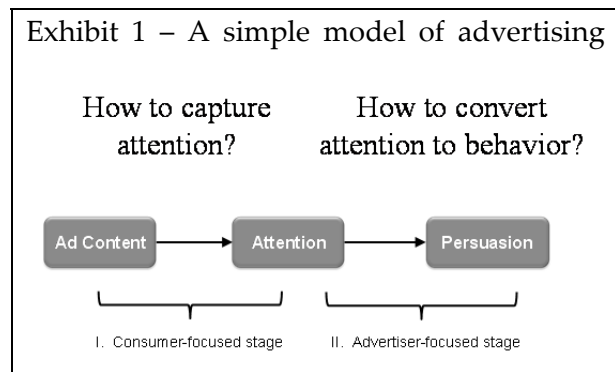 Exhibit 1 – A simple model of advertising
How to capture
attention?
How to convert
attention to behavior?
Ad Content
Attention
Persuasion
I. Consumer-focused stage
II. Advertiser-focused stage